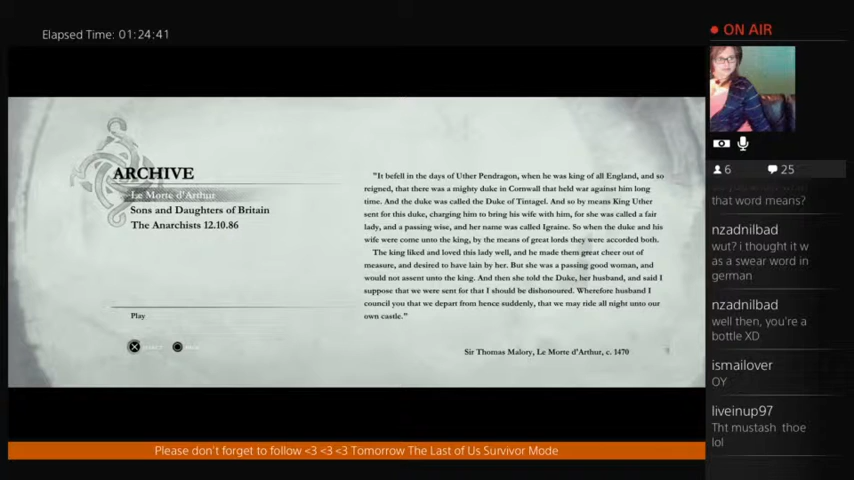 Elapsed Time: 01:24:41
ON AIR
ARCHIVE
Le Morte d'Arthur
Sons and Daughters of Britain
The Anarchists 12.10.86
Play
"It befell in the days of Uther Pendragon, when he was king of all England, and so
reigned, that there was a mighty duke in Cornwall that held war against him long
time. And the duke was called the Duke of Tintagel. And so by means King Uther
sent for this duke, charging him to bring his wife with him, for she was called a fair
lady, and a passing wise, and her name was called Igraine. So when the duke and his
wife were come unto the king, by the means of great lords they were accorded both.
The king liked and loved this lady well, and he made them great cheer out of
measure, and desired to have lain by her. But she was a passing good woman, and
would not assent unto the king. And then she told the Duke, her husband, and said I
suppose that we were sent for that I should be dishonoured. Wherefore husband I
council you that we depart from hence suddenly, that we may ride all night unto our
own castle."
Sir Thomas Malory, Le Morte d'Arthur, c. 1470
6
25
that word means?
nzadnilbad
wut? i thought it w
as a swear word in
german
nzadnilbad
well then, you're a
bottle XD
ismailover
OY
liveinup97
Tht mustash thoe
lol
Please don't forget to follow <3 <3 <3 Tomorrow The Last of Us Survivor Mode